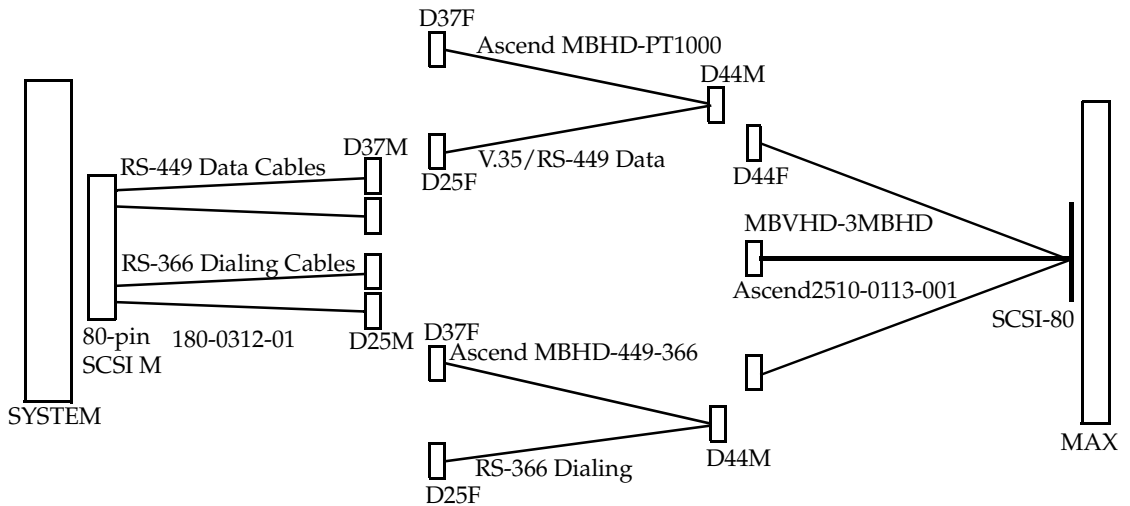 D37F
Ascend MBHD-PT1000
D44M
D37M
RS-449 Data Cables
V.35/RS-449 Data
D25F
D44F
MBVHD-3MBHD
RS-366 Dialing Cables
Ascend2510-0113-001
SCSI-80
80-pin
SCSI M
180-0312-01
D25M
D37F
Ascend MBHD-449-366
SYSTEM
MAX
D44M
RS-366 Dialing
D25F